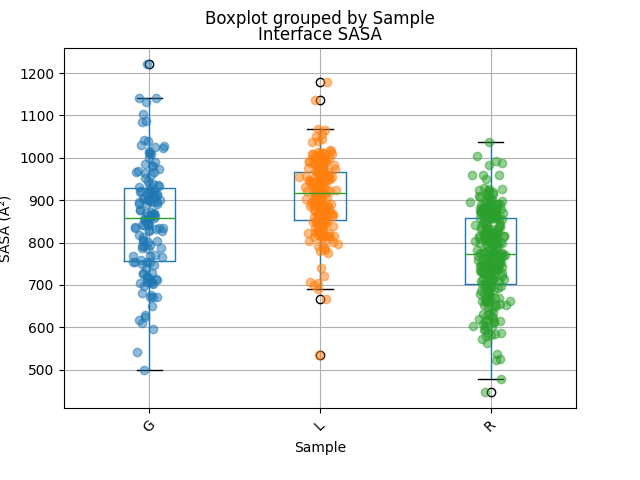 Boxplot grouped by Sample
Interface SASA
1200
1100
1000
900
800
700
600
500
SASA (Å²)
G
L
R
Sample